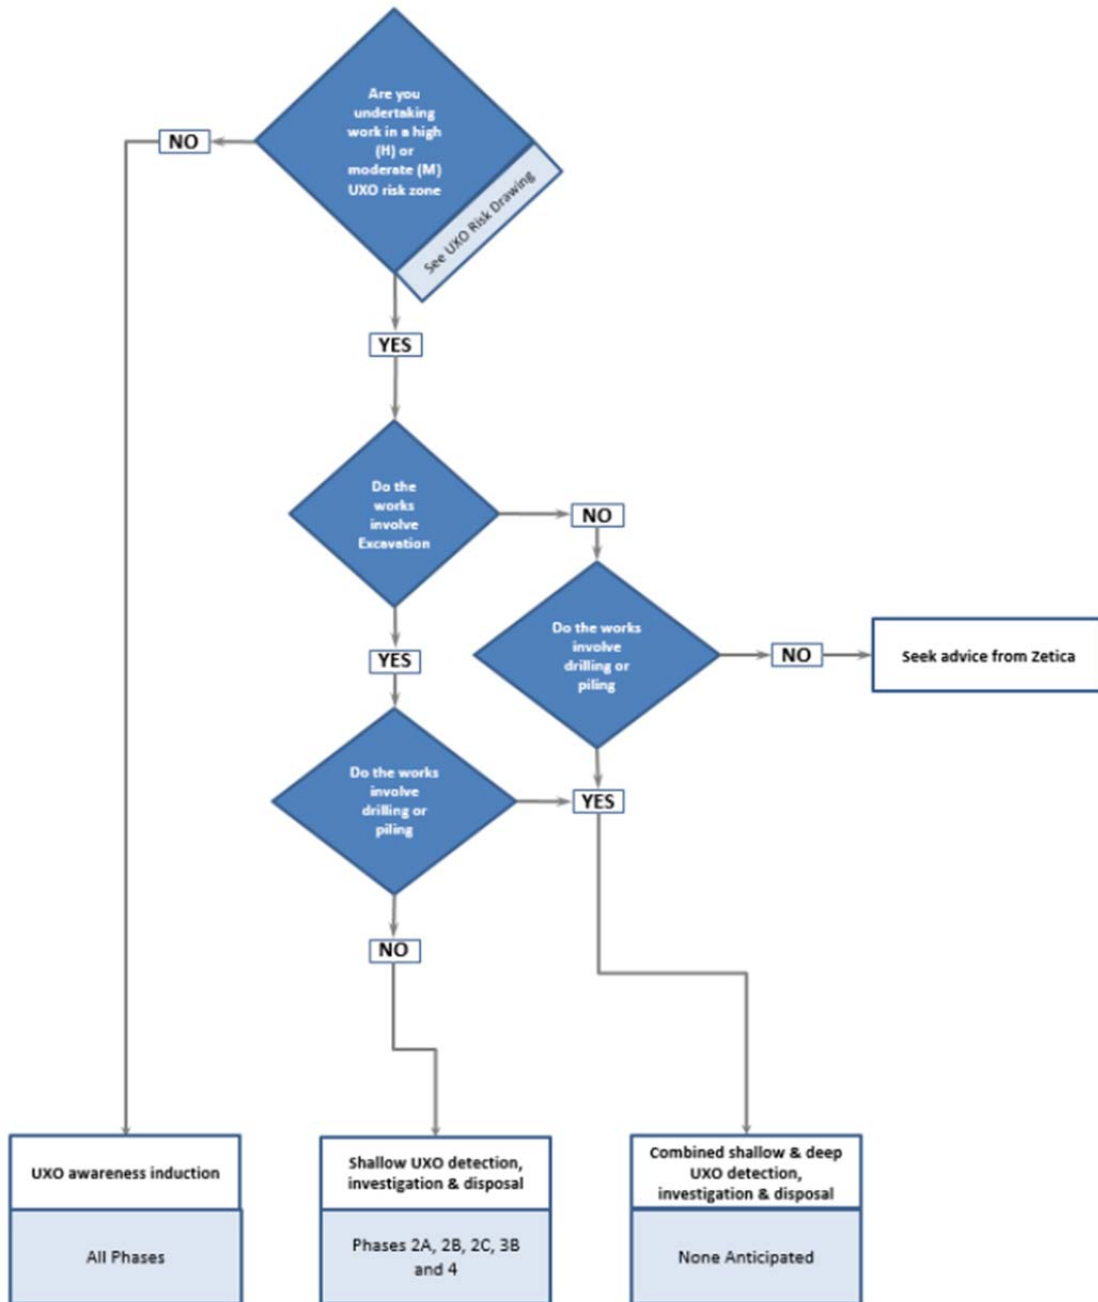 Are you
undertaking
work in a high
(H) or
moderate (M)
UXO risk zone
NO
See UXO Risk Drawing
YES
Do the
works
involve
Excavation
NO
Do the works
involve
drilling or
piling
NO
Seek advice from Zetica
YES
Do the works
involve
drilling or
piling
YES
NO
UXO awareness induction
All Phases
Shallow UXO detection,
investigation & disposal
Phases 2A, 2B, 2C, 3B
and 4
Combined shallow & deep
UXO detection,
investigation & disposal
None Anticipated